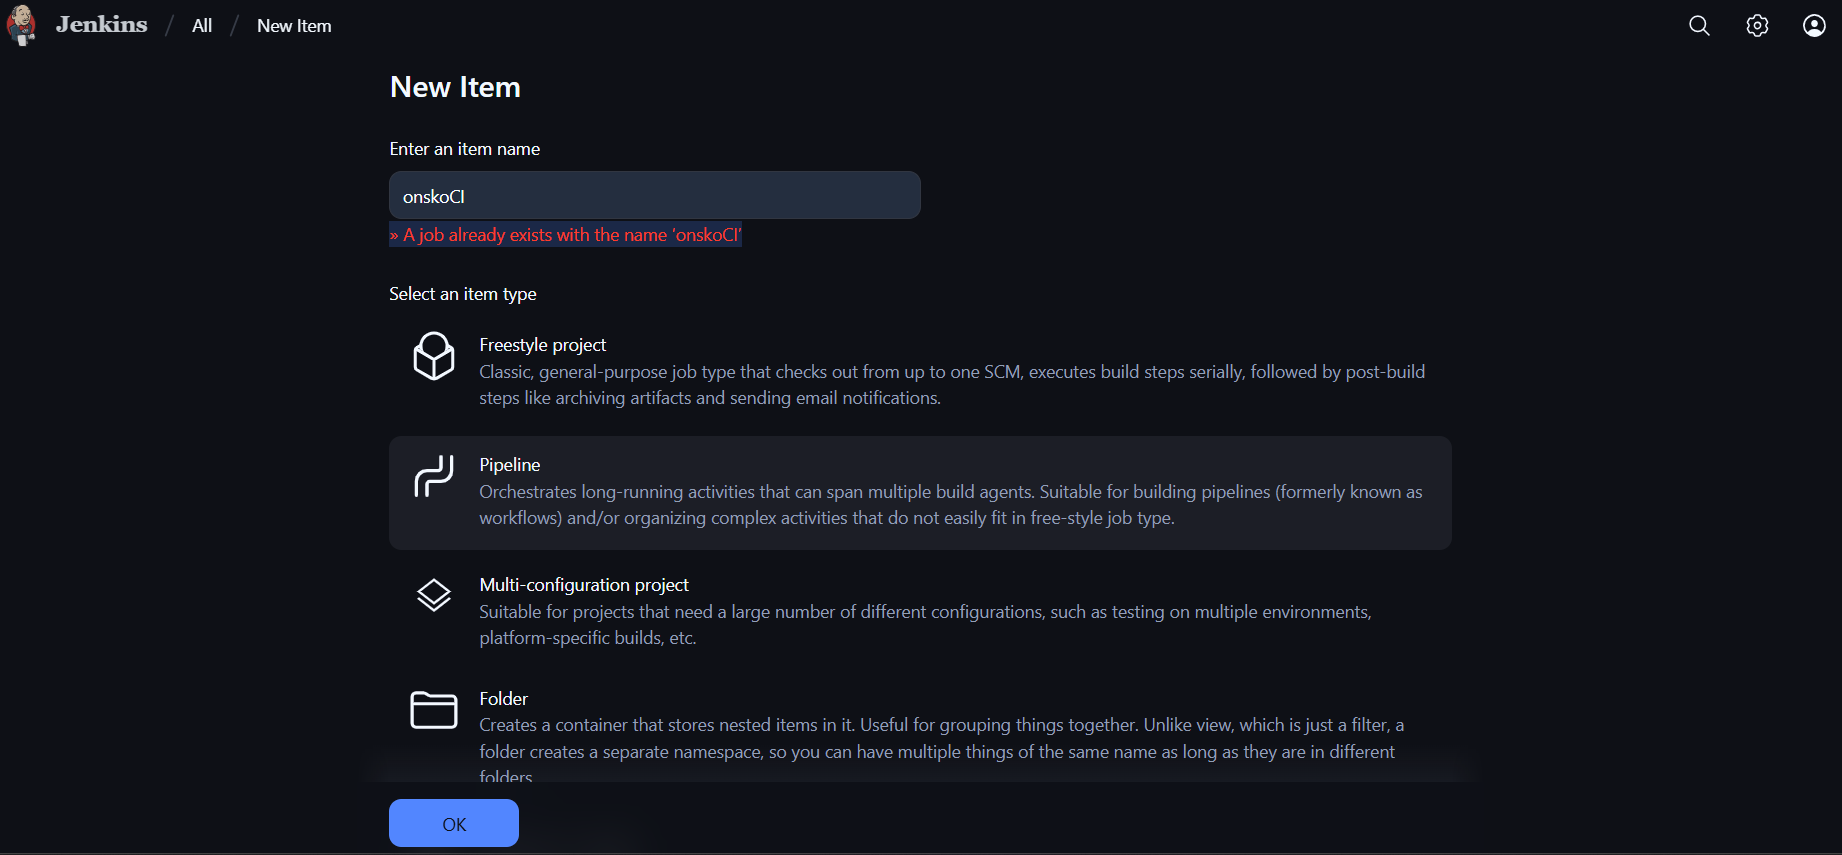 Jenkins / All / New Item
New Item
Enter an item name
onskoCI
» A job already exists with the name ‘onskoCI’
Select an item type
Freestyle project
Classic, general-purpose job type that checks out from up to one SCM, executes build steps serially, followed by post-build
steps like archiving artifacts and sending email notifications.
Pipeline
Orchestrates long-running activities that can span multiple build agents. Suitable for building pipelines (formerly known as
workflows) and/or organizing complex activities that do not easily fit in free-style job type.
Multi-configuration project
Suitable for projects that need a large number of different configurations, such as testing on multiple environments,
platform-specific builds, etc.
Folder
Creates a container that stores nested items in it. Useful for grouping things together. Unlike view, which is just a filter, a
folder creates a separate namespace, so you can have multiple things of the same name as long as they are in different
folders.
OK